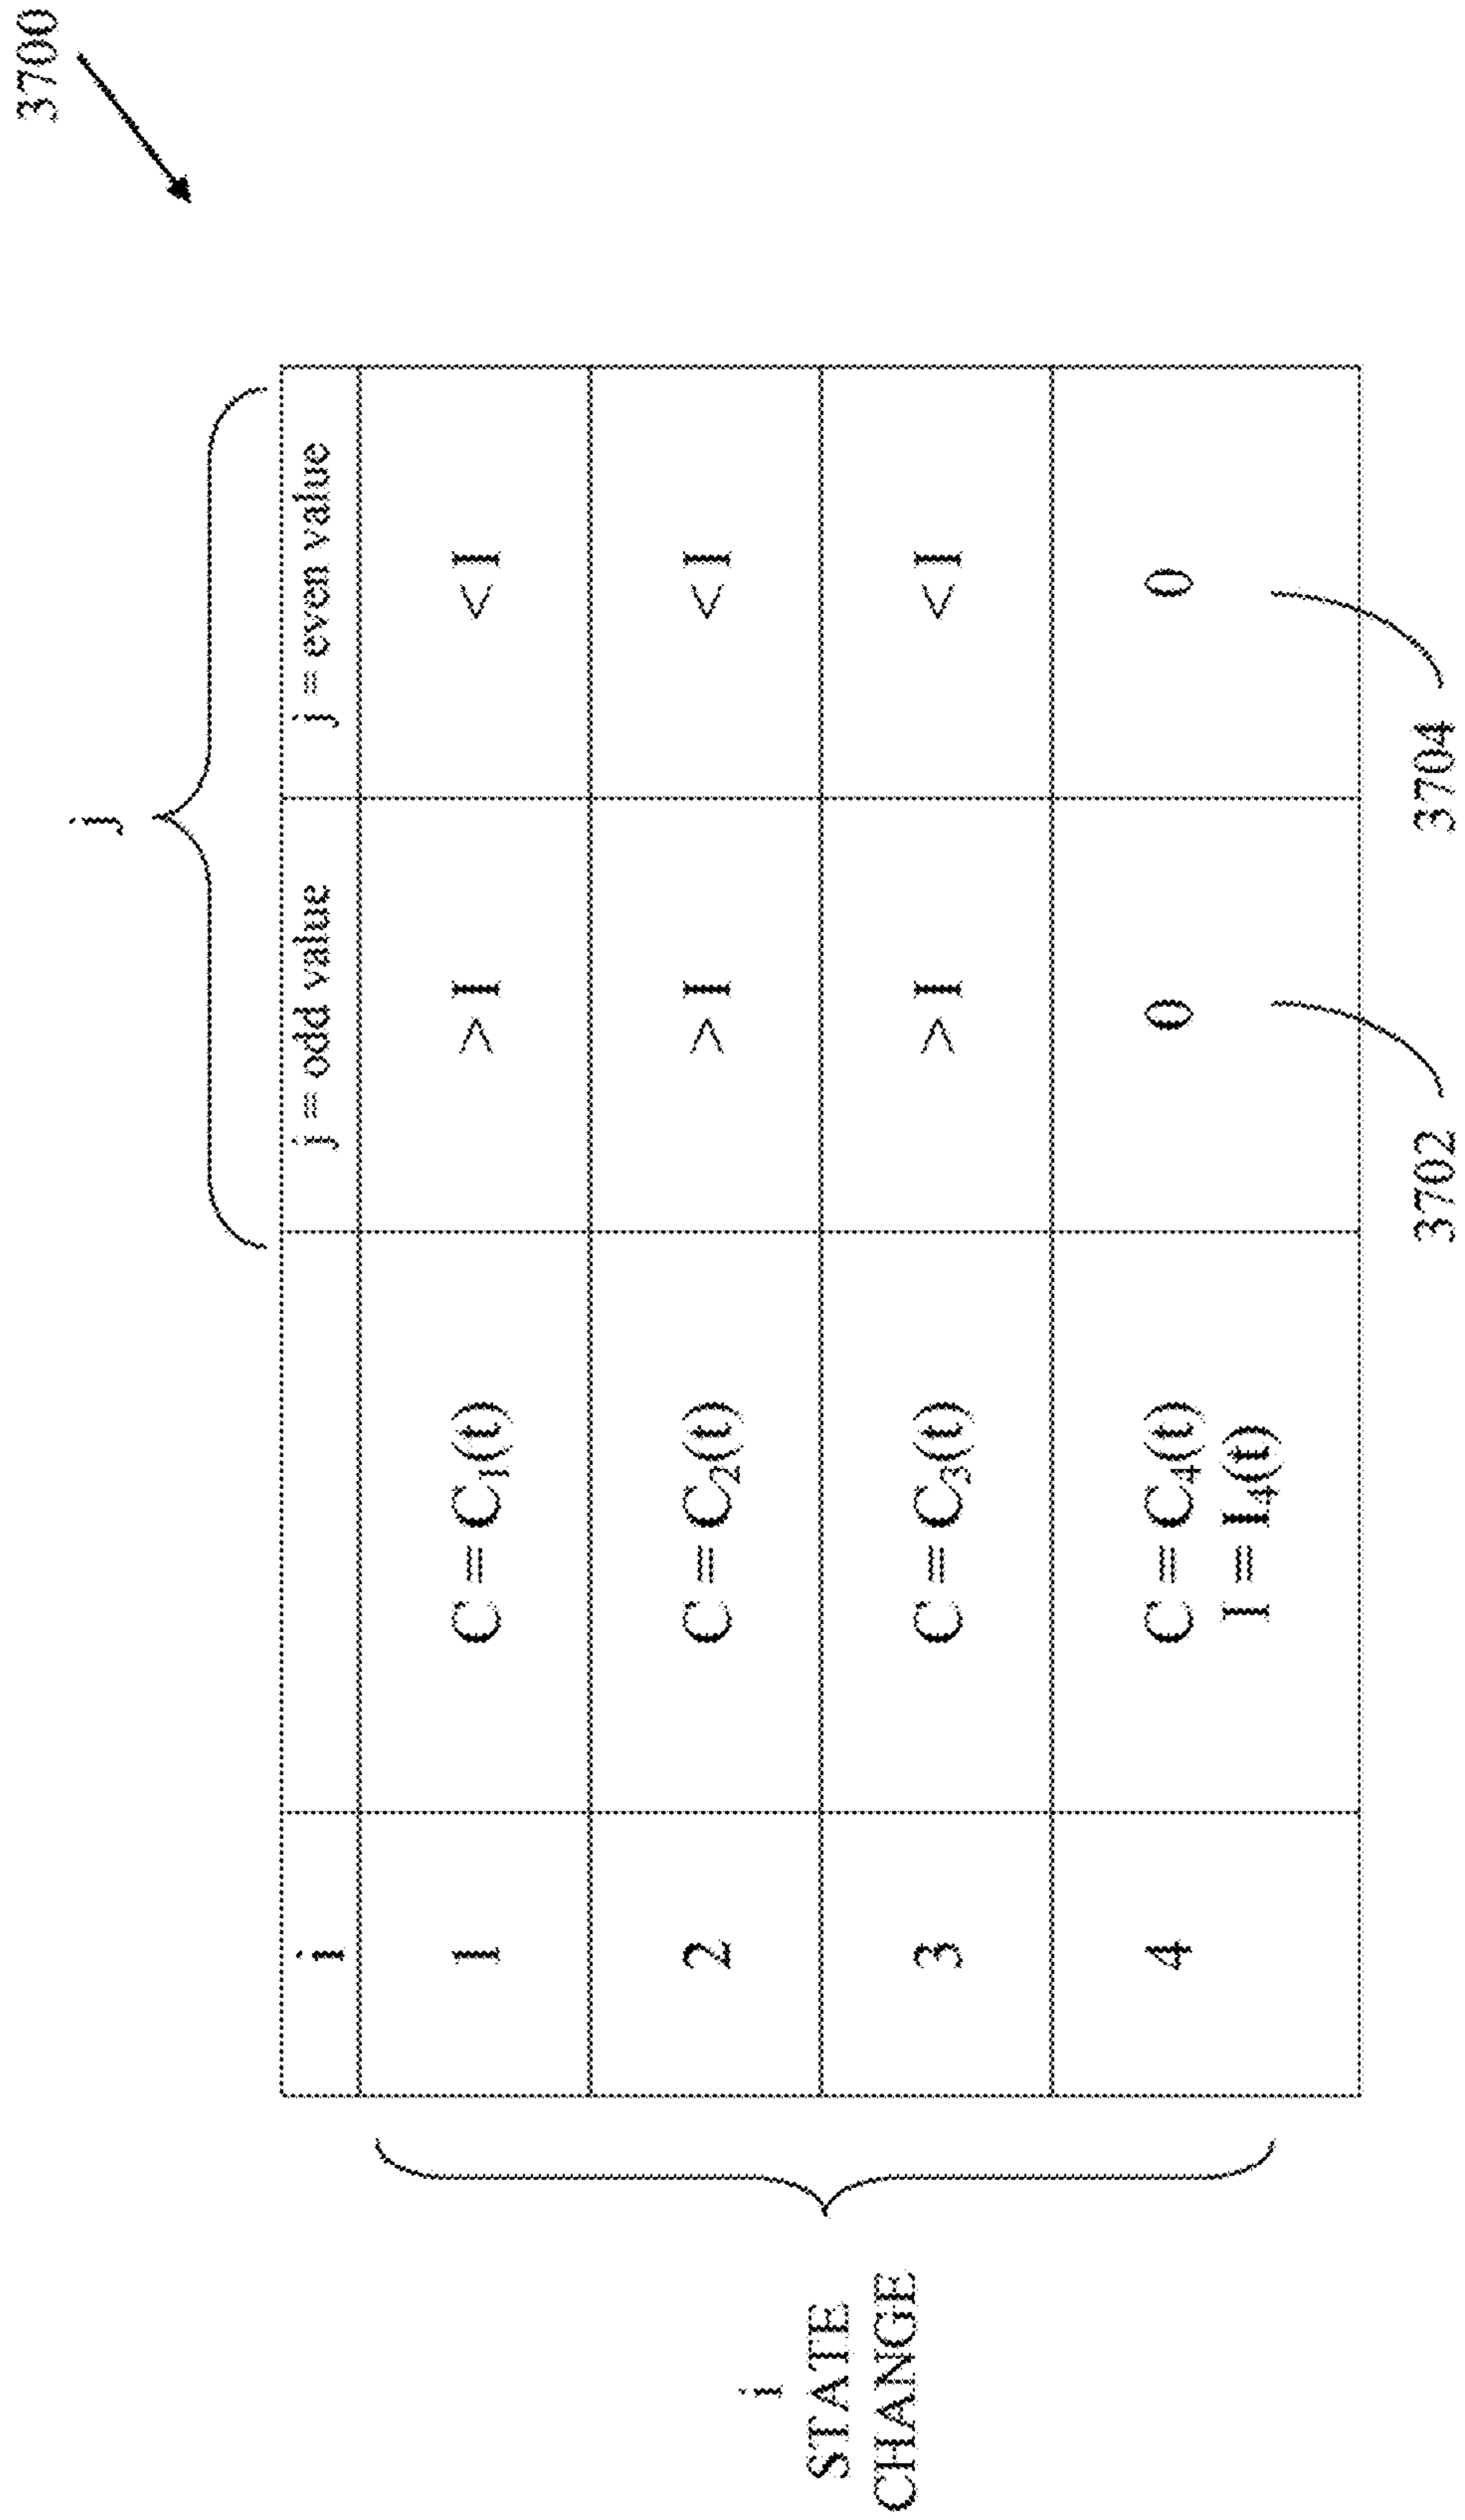 3700
j
i
j = odd value
j = even value
1
C = C₁(t)
>1
<1
2
C = C₂(t)
>1
<1
3
C = C₃(t)
>1
<1
4
C = C₄(t)
I = I₄(t)
0
0
i
STATE
CHANGE
3702
3704